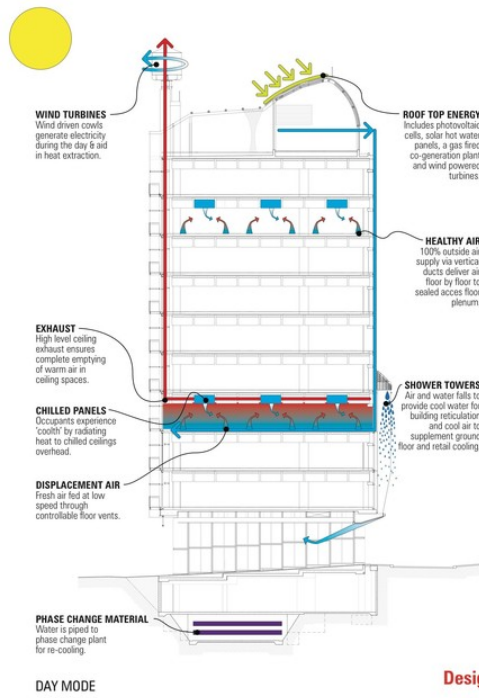 WIND TURBINES
Wind driven cowls
generate electricity
during the day & aid
in heat extraction.
ROOF TOP ENERGY
Includes photovoltaic
cells, solar hot water
panels, a gas fired
co-generation plant
and wind powered
turbines
HEALTHY AIR
100% outside air
supply via vertical
ducts deliver air
floor by floor to
sealed acces floor
plenum.
EXHAUST
High level ceiling
exhaust ensures
complete emptying
of warm air in
ceiling spaces.
CHILLED PANELS
Occupants experience
'coolth' by radiating
heat to chilled ceilings
overhead.
SHOWER TOWERS
Air and water falls to
provide cool water for
building reticulation
and cool air to
supplement ground
floor and retail cooling.
DISPLACEMENT AIR
Fresh air fed at low
speed through
controllable floor vents.
PHASE CHANGE MATERIAL
Water is piped to
phase change plant
for re-cooling.
DAY MODE
Desig